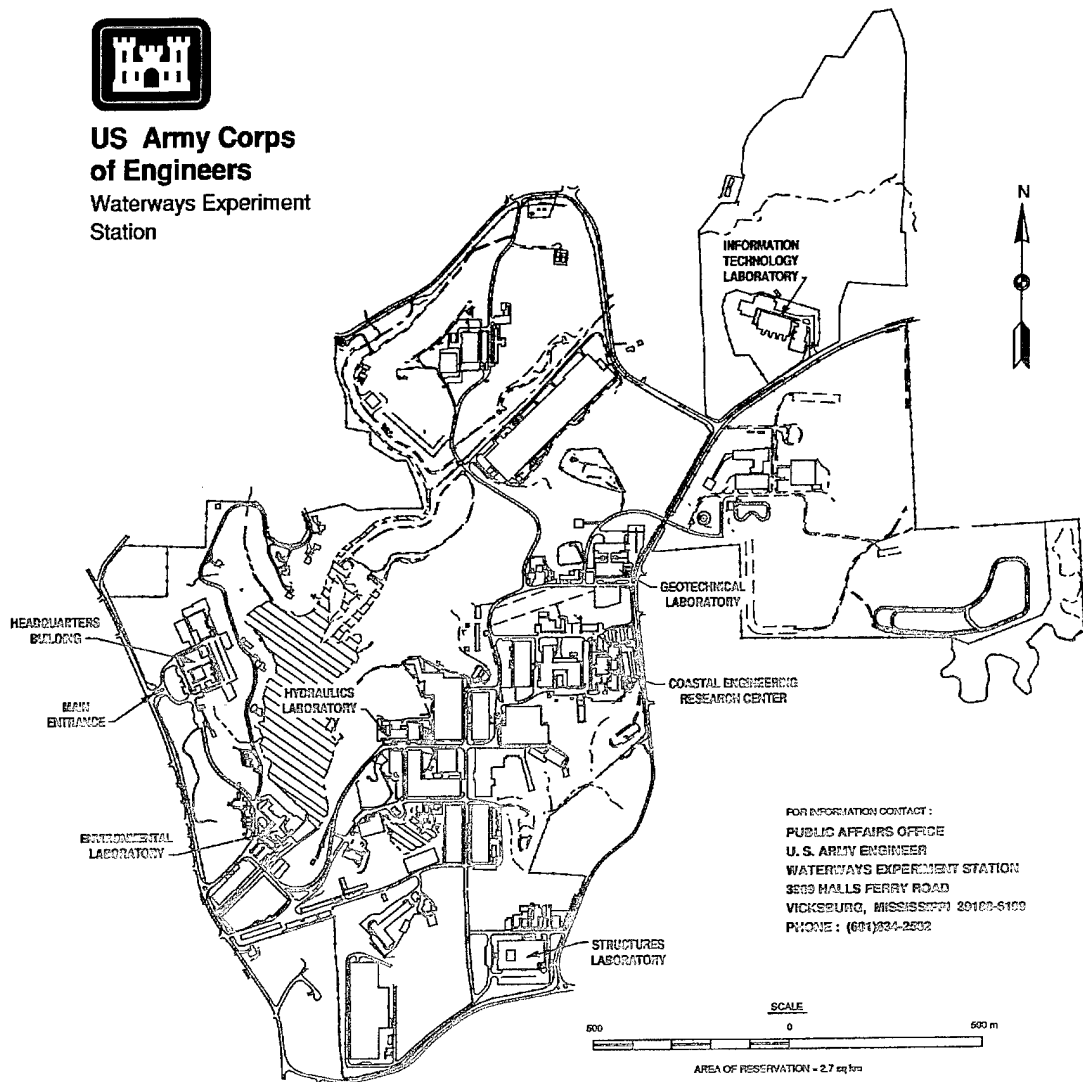 US Army Corps
of Engineers
Waterways Experiment
Station
N
INFORMATION
TECHNOLOGY
LABORATORY
GEOTECHNICAL
LABORATORY
HEADQUARTERS
BUILDING
MAIN
ENTRANCE
HYDRAULICS
LABORATORY
COASTAL ENGINEERING
RESEARCH CENTER
ENVIRONMENTAL
LABORATORY
STRUCTURES
LABORATORY
FOR INFORMATION CONTACT :
PUBLIC AFFAIRS OFFICE
U. S. ARMY ENGINEER
WATERWAYS EXPERIMENT STATION
HALLS FERRY ROAD
VICKSBURG, MISSISSIPPI
PHONE :
SCALE
500 0 500 m
AREA OF RESERVATION = 2.7 sq km